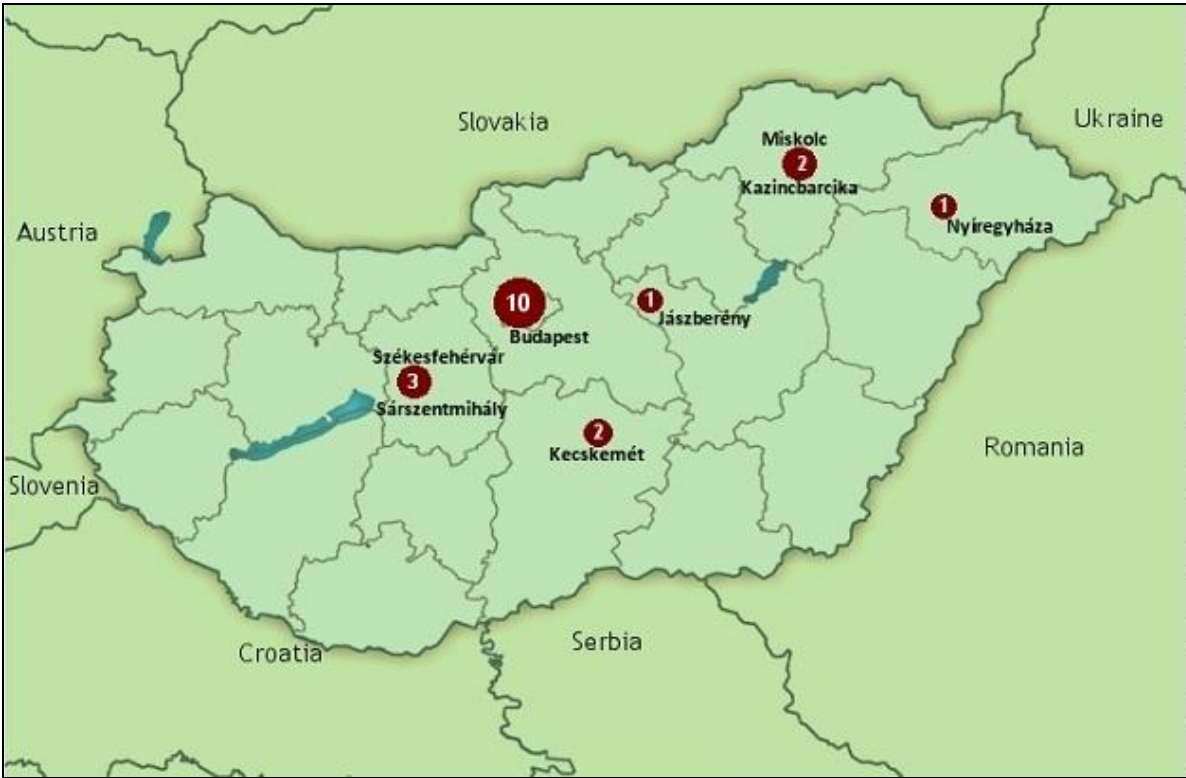 Slovakia
Ukraine
Miskolc
2
Kazincbarcika
1
Nyíregyháza
Austria
10
Budapest
1
Jászberény
Székesfehérvár
3
Sárszentmihály
2
Kecskemét
Romania
Slovenia
Croatia
Serbia